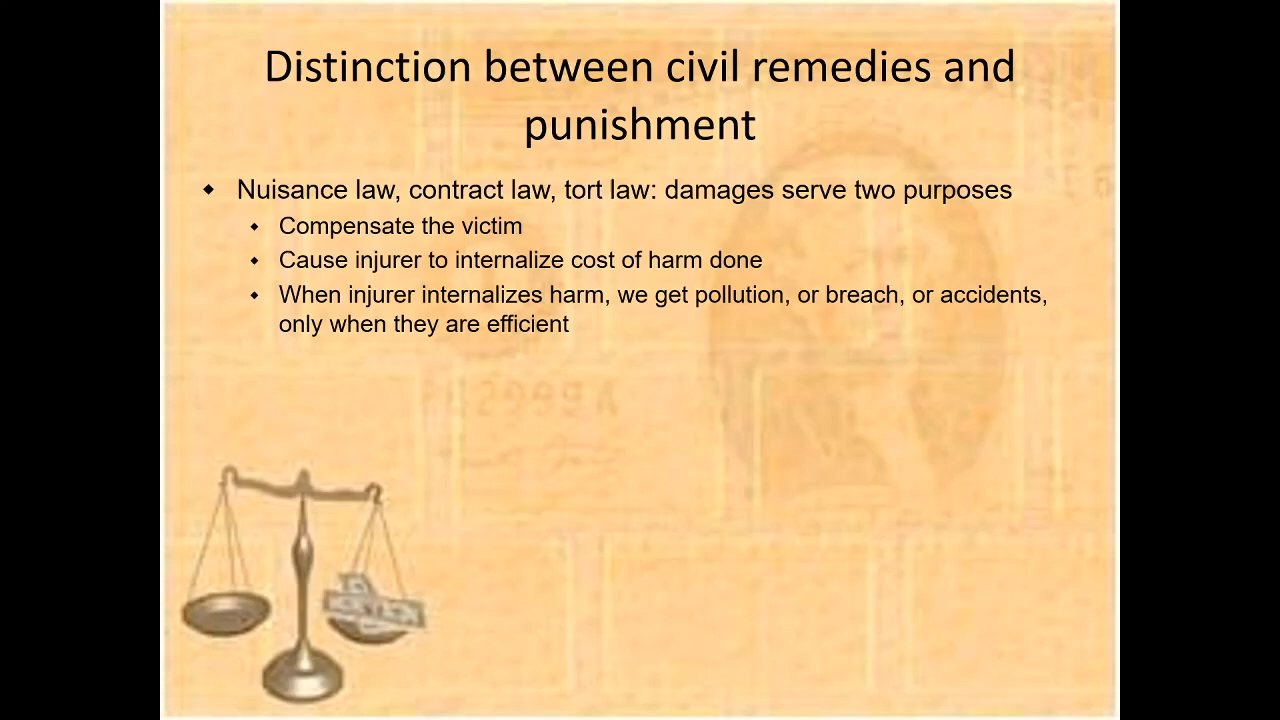 Distinction between civil remedies and
punishment
Nuisance law, contract law, tort law: damages serve two purposes
Compensate the victim
Cause injurer to internalize cost of harm done
When injurer internalizes harm, we get pollution, or breach, or accidents,
only when they are efficient